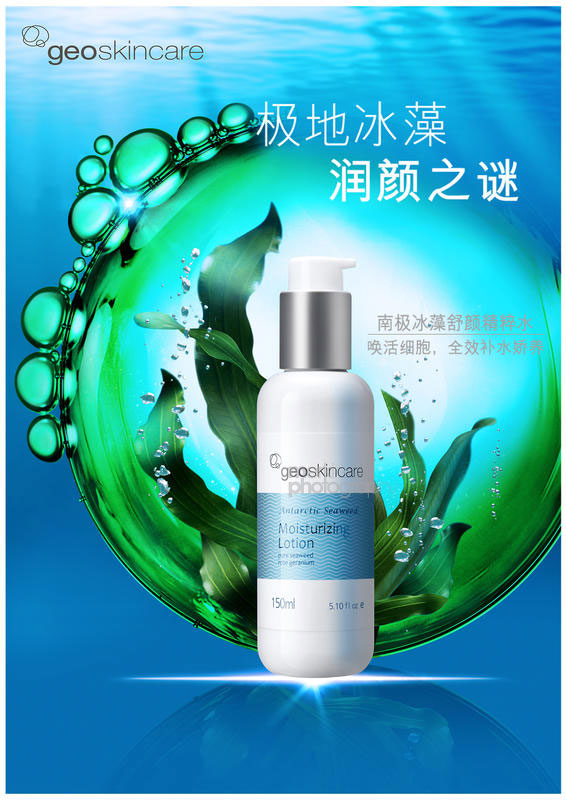 geoskincare
极地冰藻
润颜之谜
南极冰藻舒颜精粹水
唤活细胞，全效补水娇养
geoskincare
photo
Antarctic Seaweed
Moisturizing
Lotion
pure seaweed
rose geranium
150ml 5.10 fl oz e